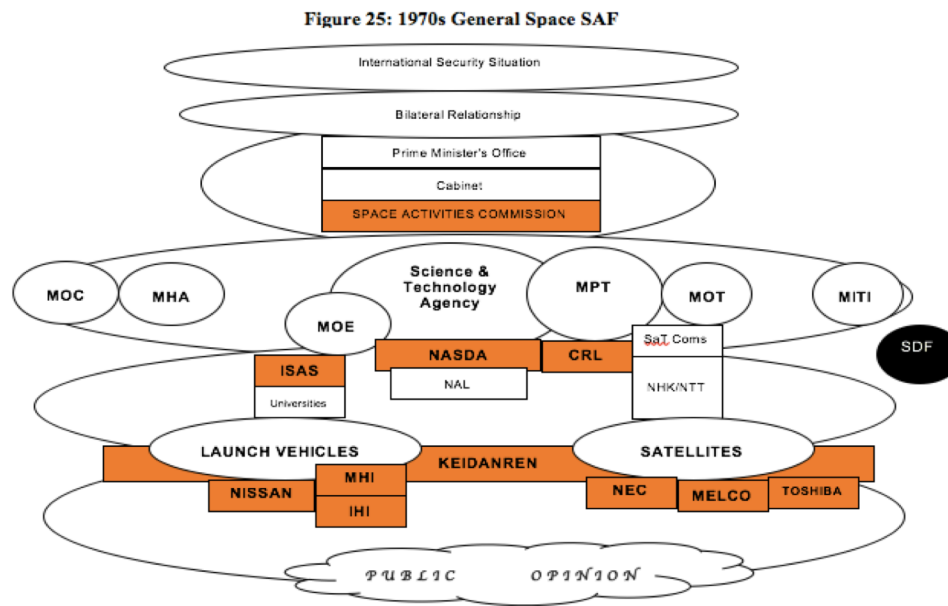 Figure 25: 1970s General Space SAF
International Security Situation
Bilateral Relationship
Prime Minister's Office
Cabinet
SPACE ACTIVITIES COMMISSION
Science &
Technology
Agency
MOC
MHA
MOE
MPT
MOT
MITI
SDF
NASDA
CRL
SaT Coms
ISAS
NAL
NHK/NTT
Universities
LAUNCH VEHICLES
KEIDANREN
SATELLITES
NISSAN
MHI
IHI
NEC
MELCO
TOSHIBA
PUBLIC OPINION